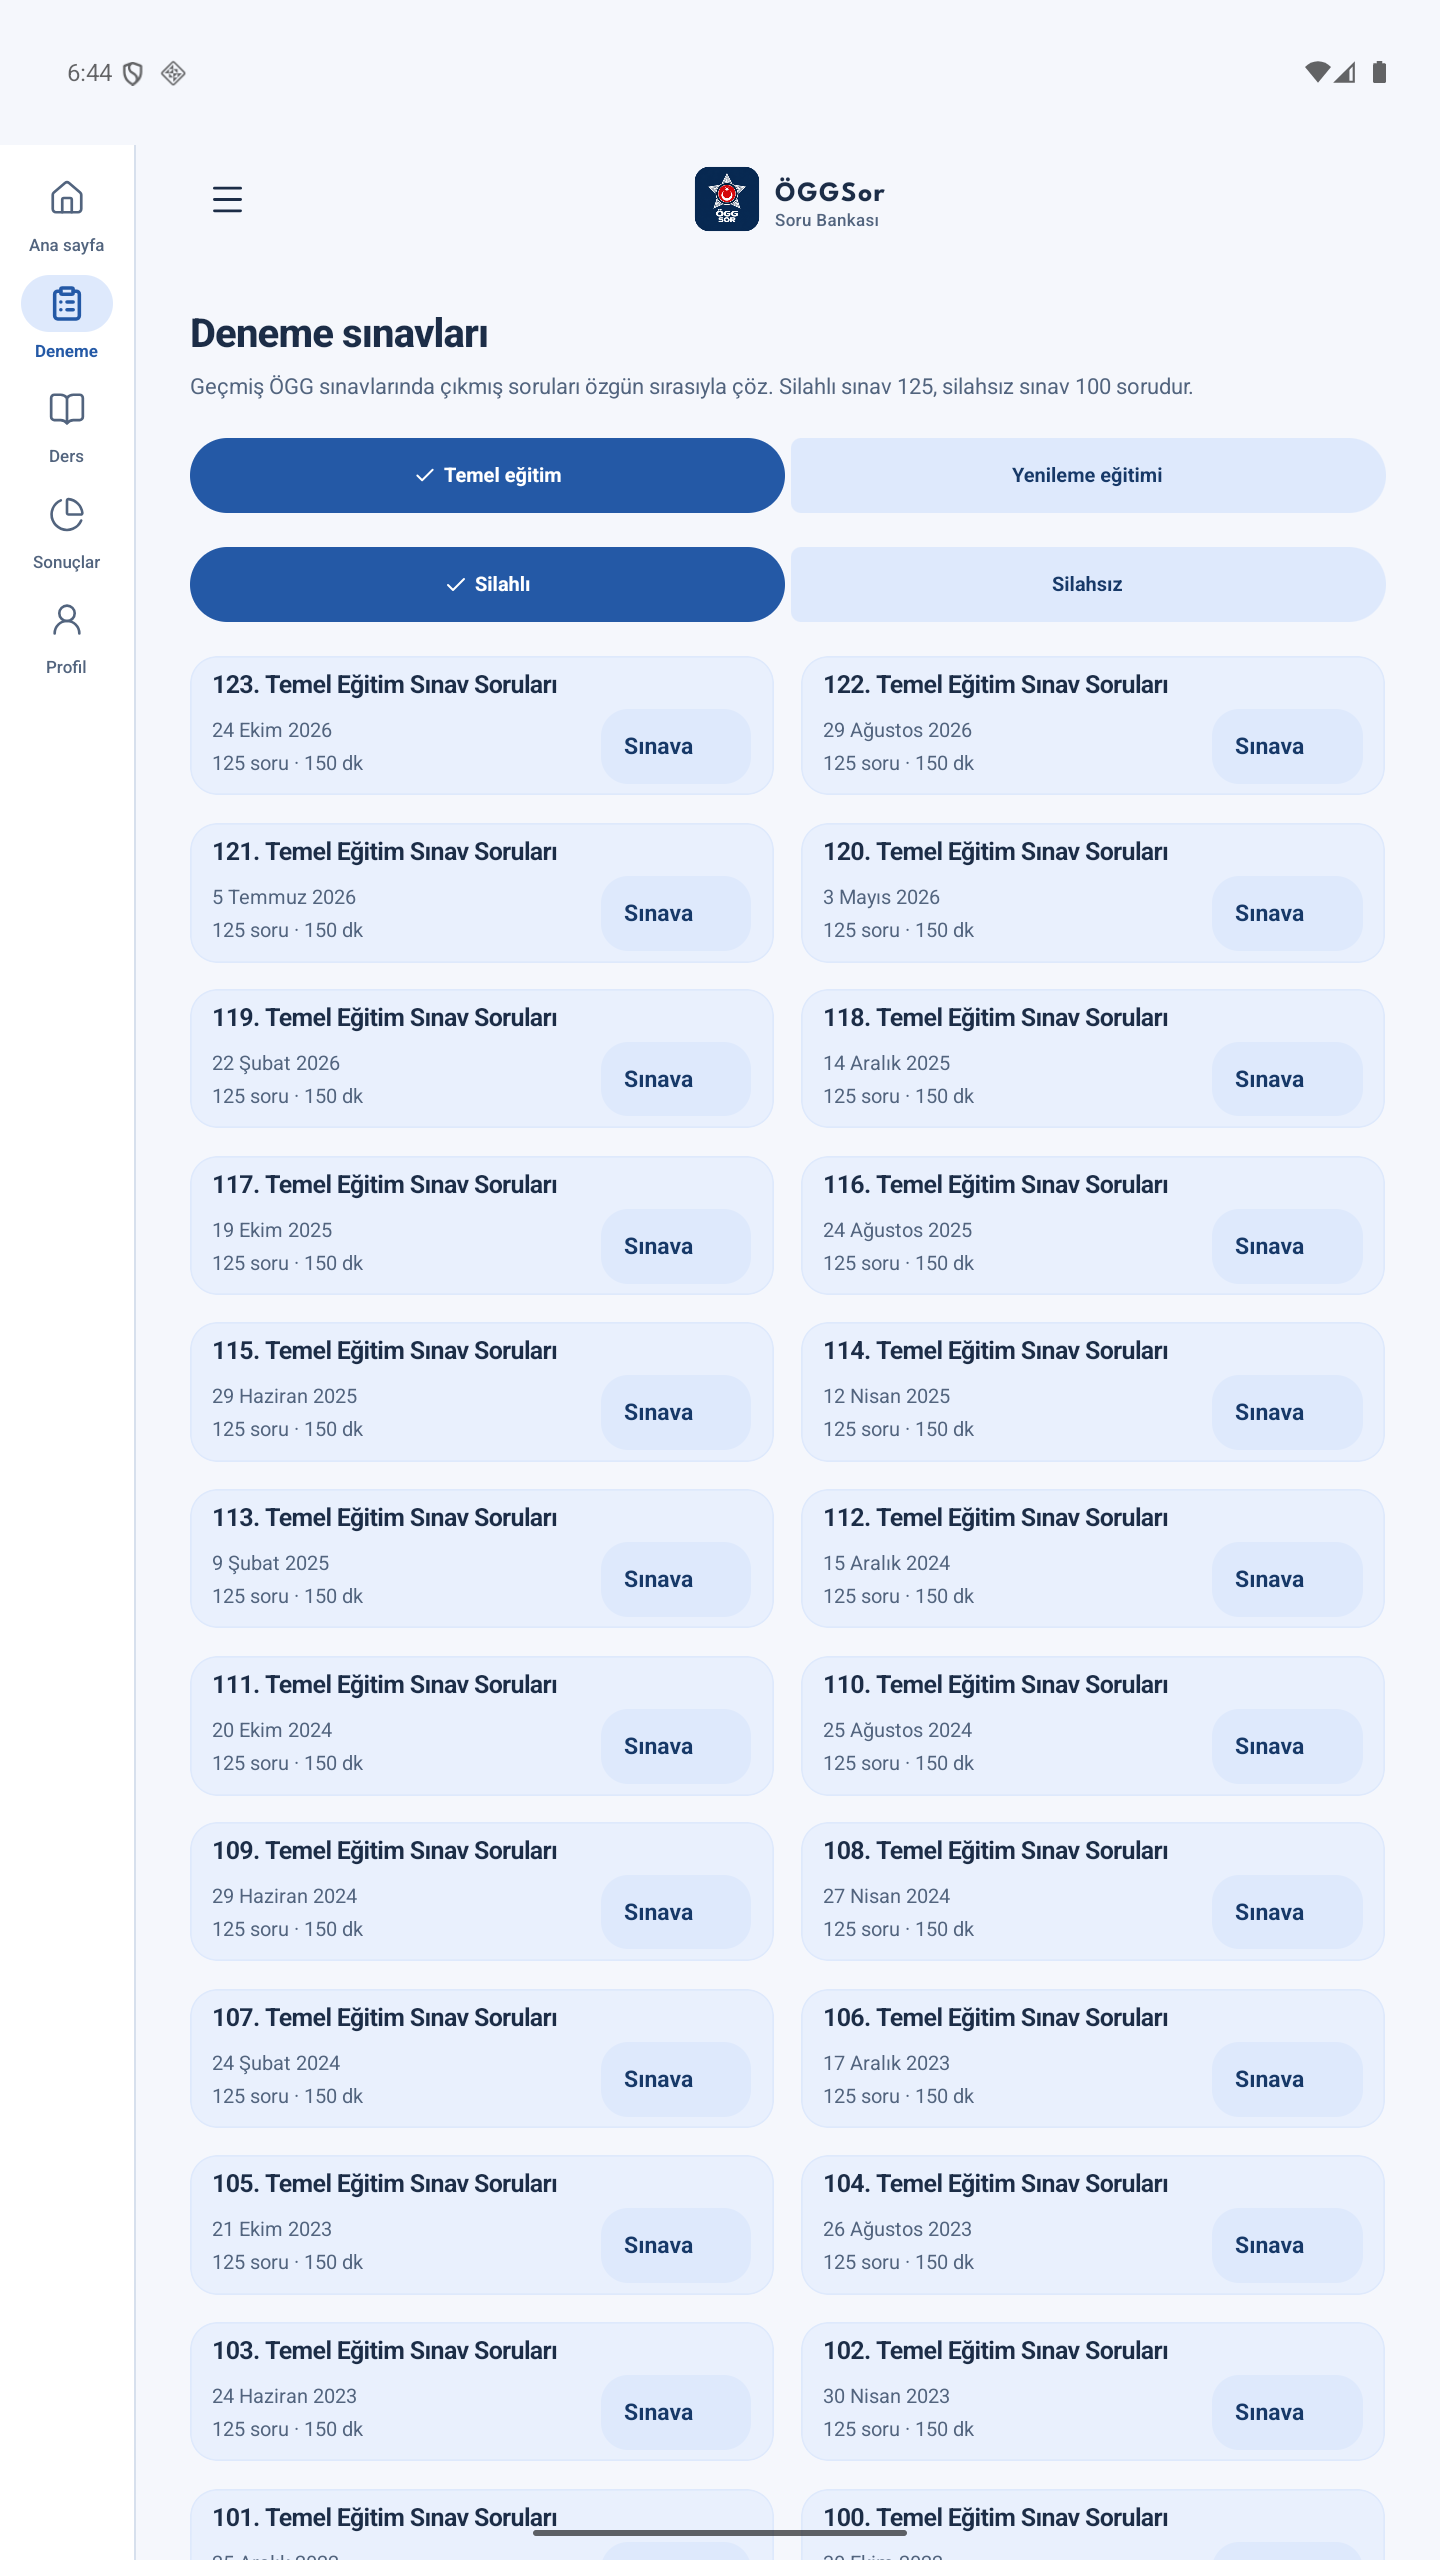 6:44
ÖGG
SOR
ÖGGSor
Soru Bankası
Ana sayfa
Deneme
Ders
Sonuçlar
Profil
Deneme sınavları
Geçmiş ÖGG sınavlarında çıkmış soruları özgün sırasıyla çöz. Silahlı sınav 125, silahsız sınav 100 sorudur.
Temel eğitim
Yenileme eğitimi
Silahlı
Silahsız
123. Temel Eğitim Sınav Soruları
24 Ekim 2026
125 soru · 150 dk
Sınava
122. Temel Eğitim Sınav Soruları
29 Ağustos 2026
125 soru · 150 dk
Sınava
121. Temel Eğitim Sınav Soruları
5 Temmuz 2026
125 soru · 150 dk
Sınava
120. Temel Eğitim Sınav Soruları
3 Mayıs 2026
125 soru · 150 dk
Sınava
119. Temel Eğitim Sınav Soruları
22 Şubat 2026
125 soru · 150 dk
Sınava
118. Temel Eğitim Sınav Soruları
14 Aralık 2025
125 soru · 150 dk
Sınava
117. Temel Eğitim Sınav Soruları
19 Ekim 2025
125 soru · 150 dk
Sınava
116. Temel Eğitim Sınav Soruları
24 Ağustos 2025
125 soru · 150 dk
Sınava
115. Temel Eğitim Sınav Soruları
29 Haziran 2025
125 soru · 150 dk
Sınava
114. Temel Eğitim Sınav Soruları
12 Nisan 2025
125 soru · 150 dk
Sınava
113. Temel Eğitim Sınav Soruları
9 Şubat 2025
125 soru · 150 dk
Sınava
112. Temel Eğitim Sınav Soruları
15 Aralık 2024
125 soru · 150 dk
Sınava
111. Temel Eğitim Sınav Soruları
20 Ekim 2024
125 soru · 150 dk
Sınava
110. Temel Eğitim Sınav Soruları
25 Ağustos 2024
125 soru · 150 dk
Sınava
109. Temel Eğitim Sınav Soruları
29 Haziran 2024
125 soru · 150 dk
Sınava
108. Temel Eğitim Sınav Soruları
27 Nisan 2024
125 soru · 150 dk
Sınava
107. Temel Eğitim Sınav Soruları
24 Şubat 2024
125 soru · 150 dk
Sınava
106. Temel Eğitim Sınav Soruları
17 Aralık 2023
125 soru · 150 dk
Sınava
105. Temel Eğitim Sınav Soruları
21 Ekim 2023
125 soru · 150 dk
Sınava
104. Temel Eğitim Sınav Soruları
26 Ağustos 2023
125 soru · 150 dk
Sınava
103. Temel Eğitim Sınav Soruları
24 Haziran 2023
125 soru · 150 dk
Sınava
102. Temel Eğitim Sınav Soruları
30 Nisan 2023
125 soru · 150 dk
Sınava
101. Temel Eğitim Sınav Soruları
100. Temel Eğitim Sınav Soruları